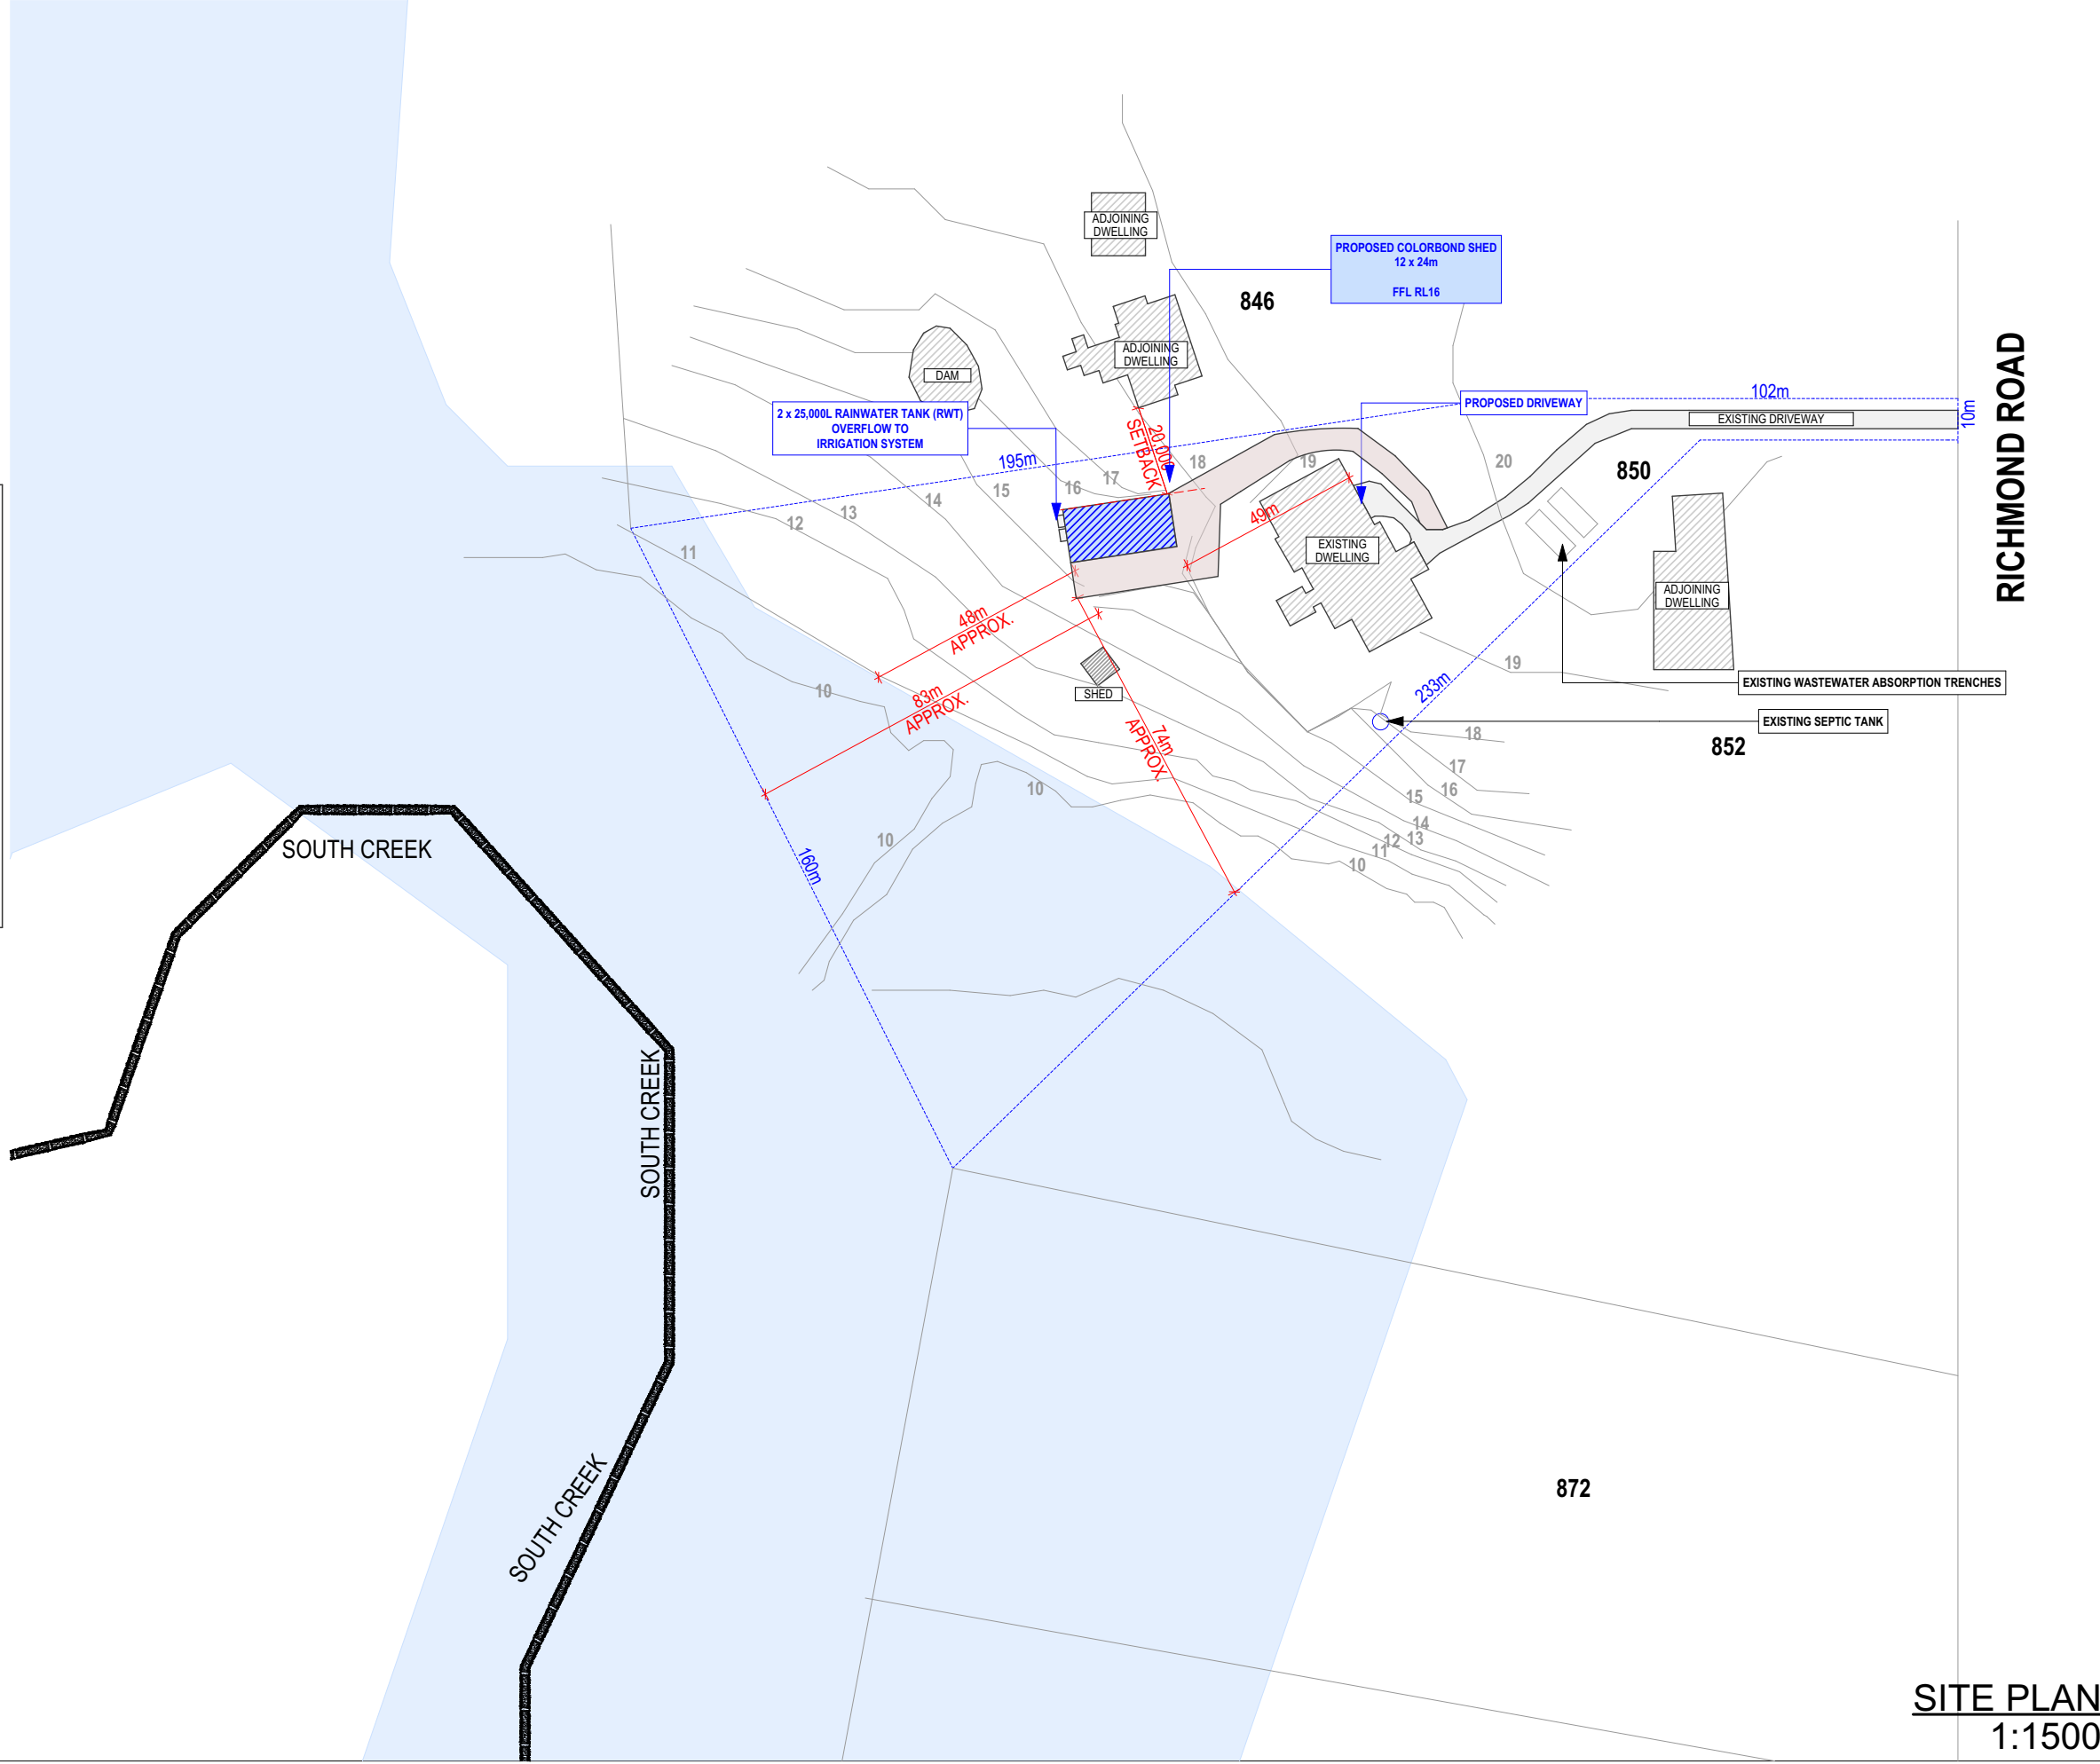 ADJOINING
DWELLING
PROPOSED COLORBOND SHED
12 x 24m
FFL RL16
846
ADJOINING
DWELLING
DAM
RICHMOND ROAD
102m
10m
PROPOSED DRIVEWAY
EXISTING DRIVEWAY
2 x 25,000L RAINWATER TANK (RWT)
OVERFLOW TO
IRRIGATION SYSTEM
20,000
SETBACK
195m
18
19
20
850
17
16
15
14
13
12
11
49m
EXISTING
DWELLING
ADJOINING
DWELLING
48m
APPROX.
19
10
83m
APPROX.
SHED
233m
EXISTING WASTEWATER ABSORPTION TRENCHES
EXISTING SEPTIC TANK
74m
APPROX.
18
852
17
16
15
14
13
12
11
10
10
10
160m
SOUTH CREEK
SOUTH CREEK
SOUTH CREEK
872
SITE PLAN
1:1500